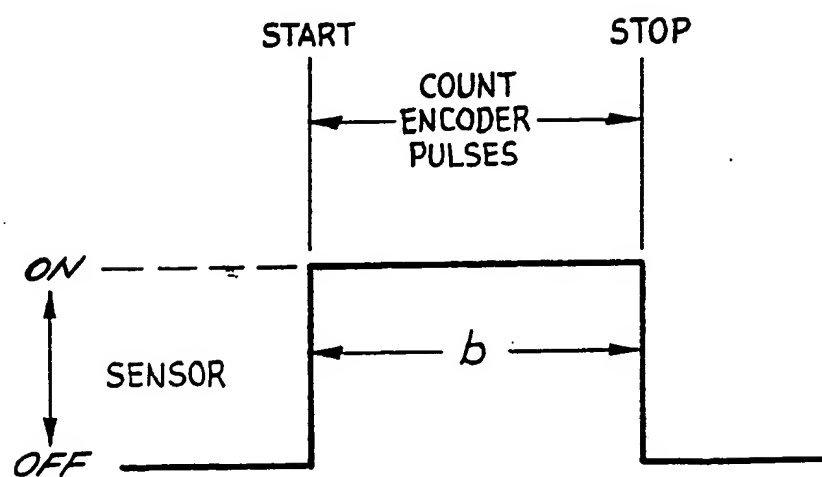 START
STOP
COUNT
ENCODER
PULSES
ON
b
SENSOR
OFF